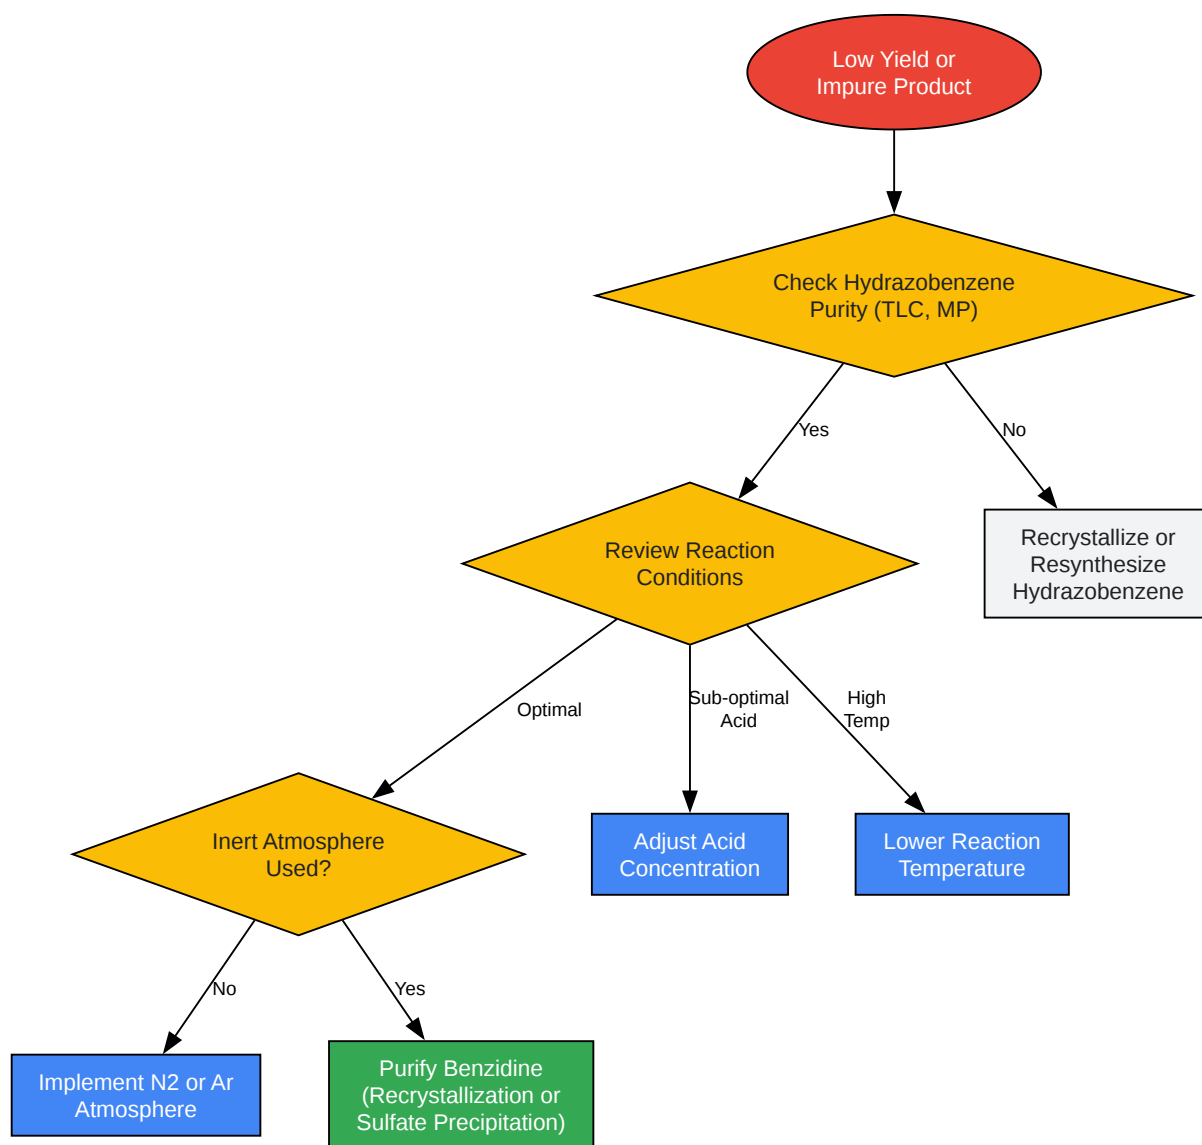 Low Yield or
Impure Product
Check Hydrazobenzene
Purity (TLC, MP)
Yes
No
Review Reaction
Conditions
Recrystallize or
Resynthesize
Hydrazobenzene
Optimal
Sub-optimal
Acid
High
Temp
Inert Atmosphere
Used?
Adjust Acid
Concentration
Lower Reaction
Temperature
No
Yes
Implement N2 or Ar
Atmosphere
Purify Benzidine
(Recrystallization or
Sulfate Precipitation)